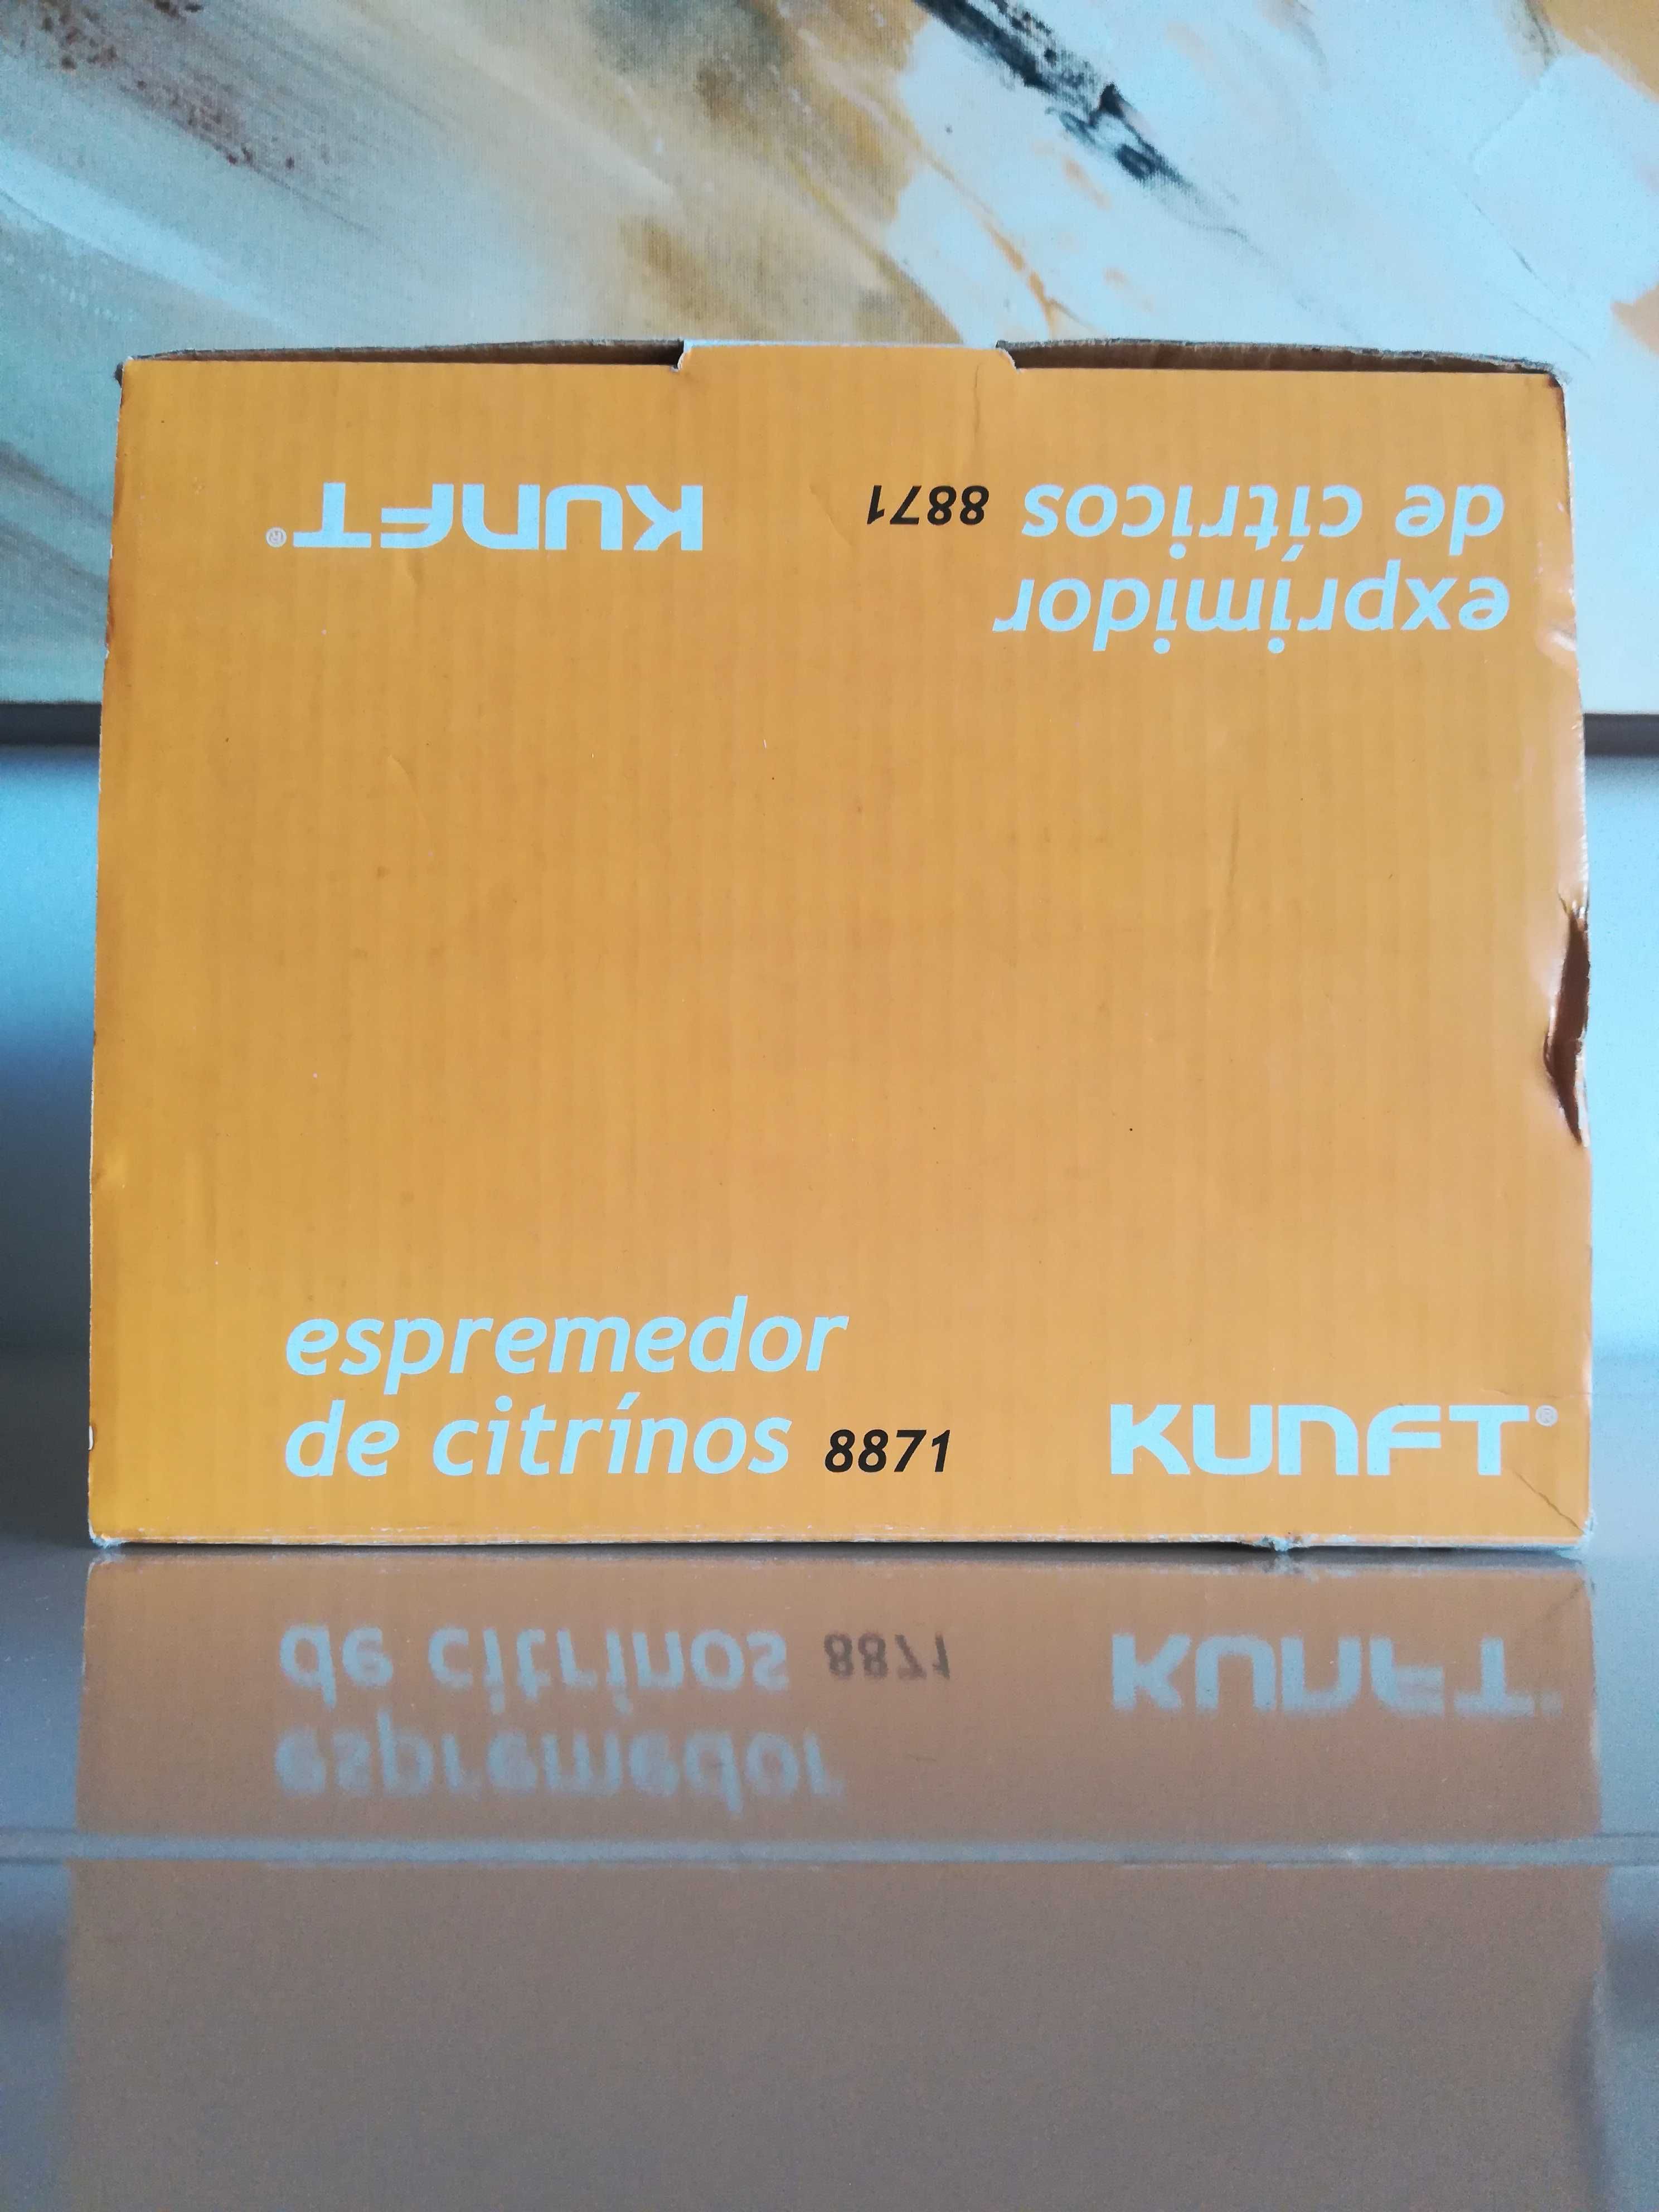 exprimidor
de cítricos 8871
KUNFT®
espremedor
de citrínos 8871
KUNFT®